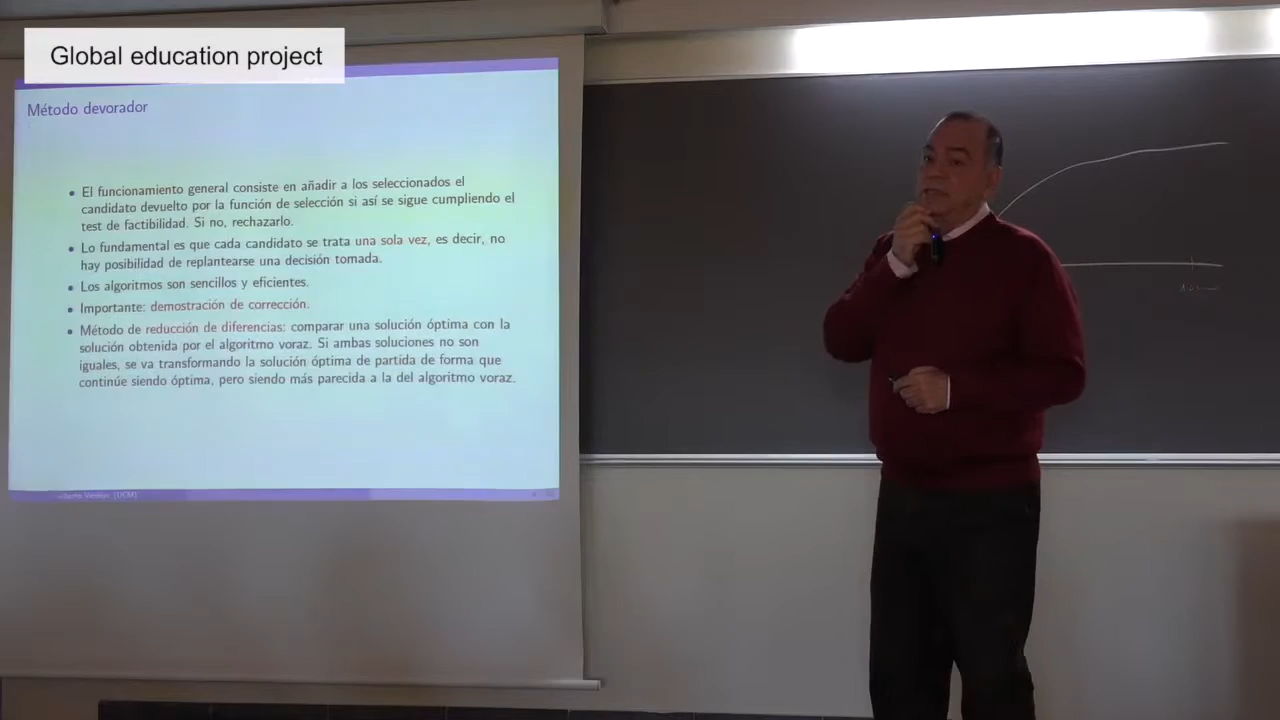 Global education project
Método devorador
El funcionamiento general consiste en añadir a los seleccionados el
candidato devuelto por la función de selección si así se sigue cumpliendo el
test de factibilidad. Si no, rechazarlo.
Lo fundamental es que cada candidato se trata una sola vez, es decir, no
hay posibilidad de replantearse una decisión tomada.
Los algoritmos son sencillos y eficientes.
Importante: demostración de corrección.
Método de reducción de diferencias: comparar una solución óptima con la
solución obtenida por el algoritmo voraz. Si ambas soluciones no son
iguales, se va transformando la solución óptima de partida de forma que
continúe siendo óptima, pero siendo más parecida a la del algoritmo voraz.
Alberto Verdejo (UCM)